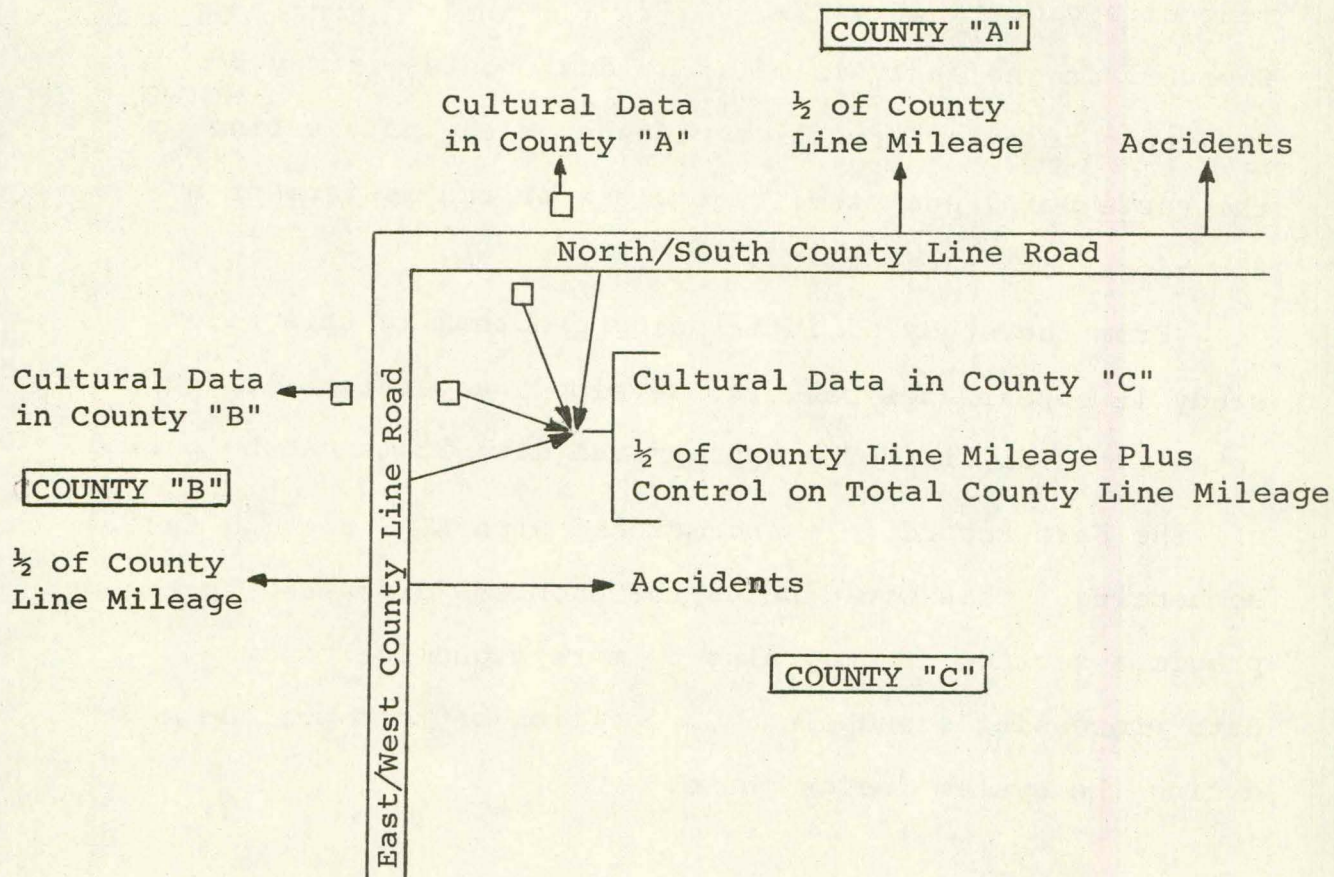 COUNTY "A"
Cultural Data
in County "A"
½ of County
Line Mileage
Accidents
North/South County Line Road
Cultural Data
in County "B"
COUNTY "B"
½ of County
Line Mileage
East/West County Line Road
Cultural Data in County "C"
½ of County Line Mileage Plus
Control on Total County Line Mileage
Accidents
COUNTY "C"